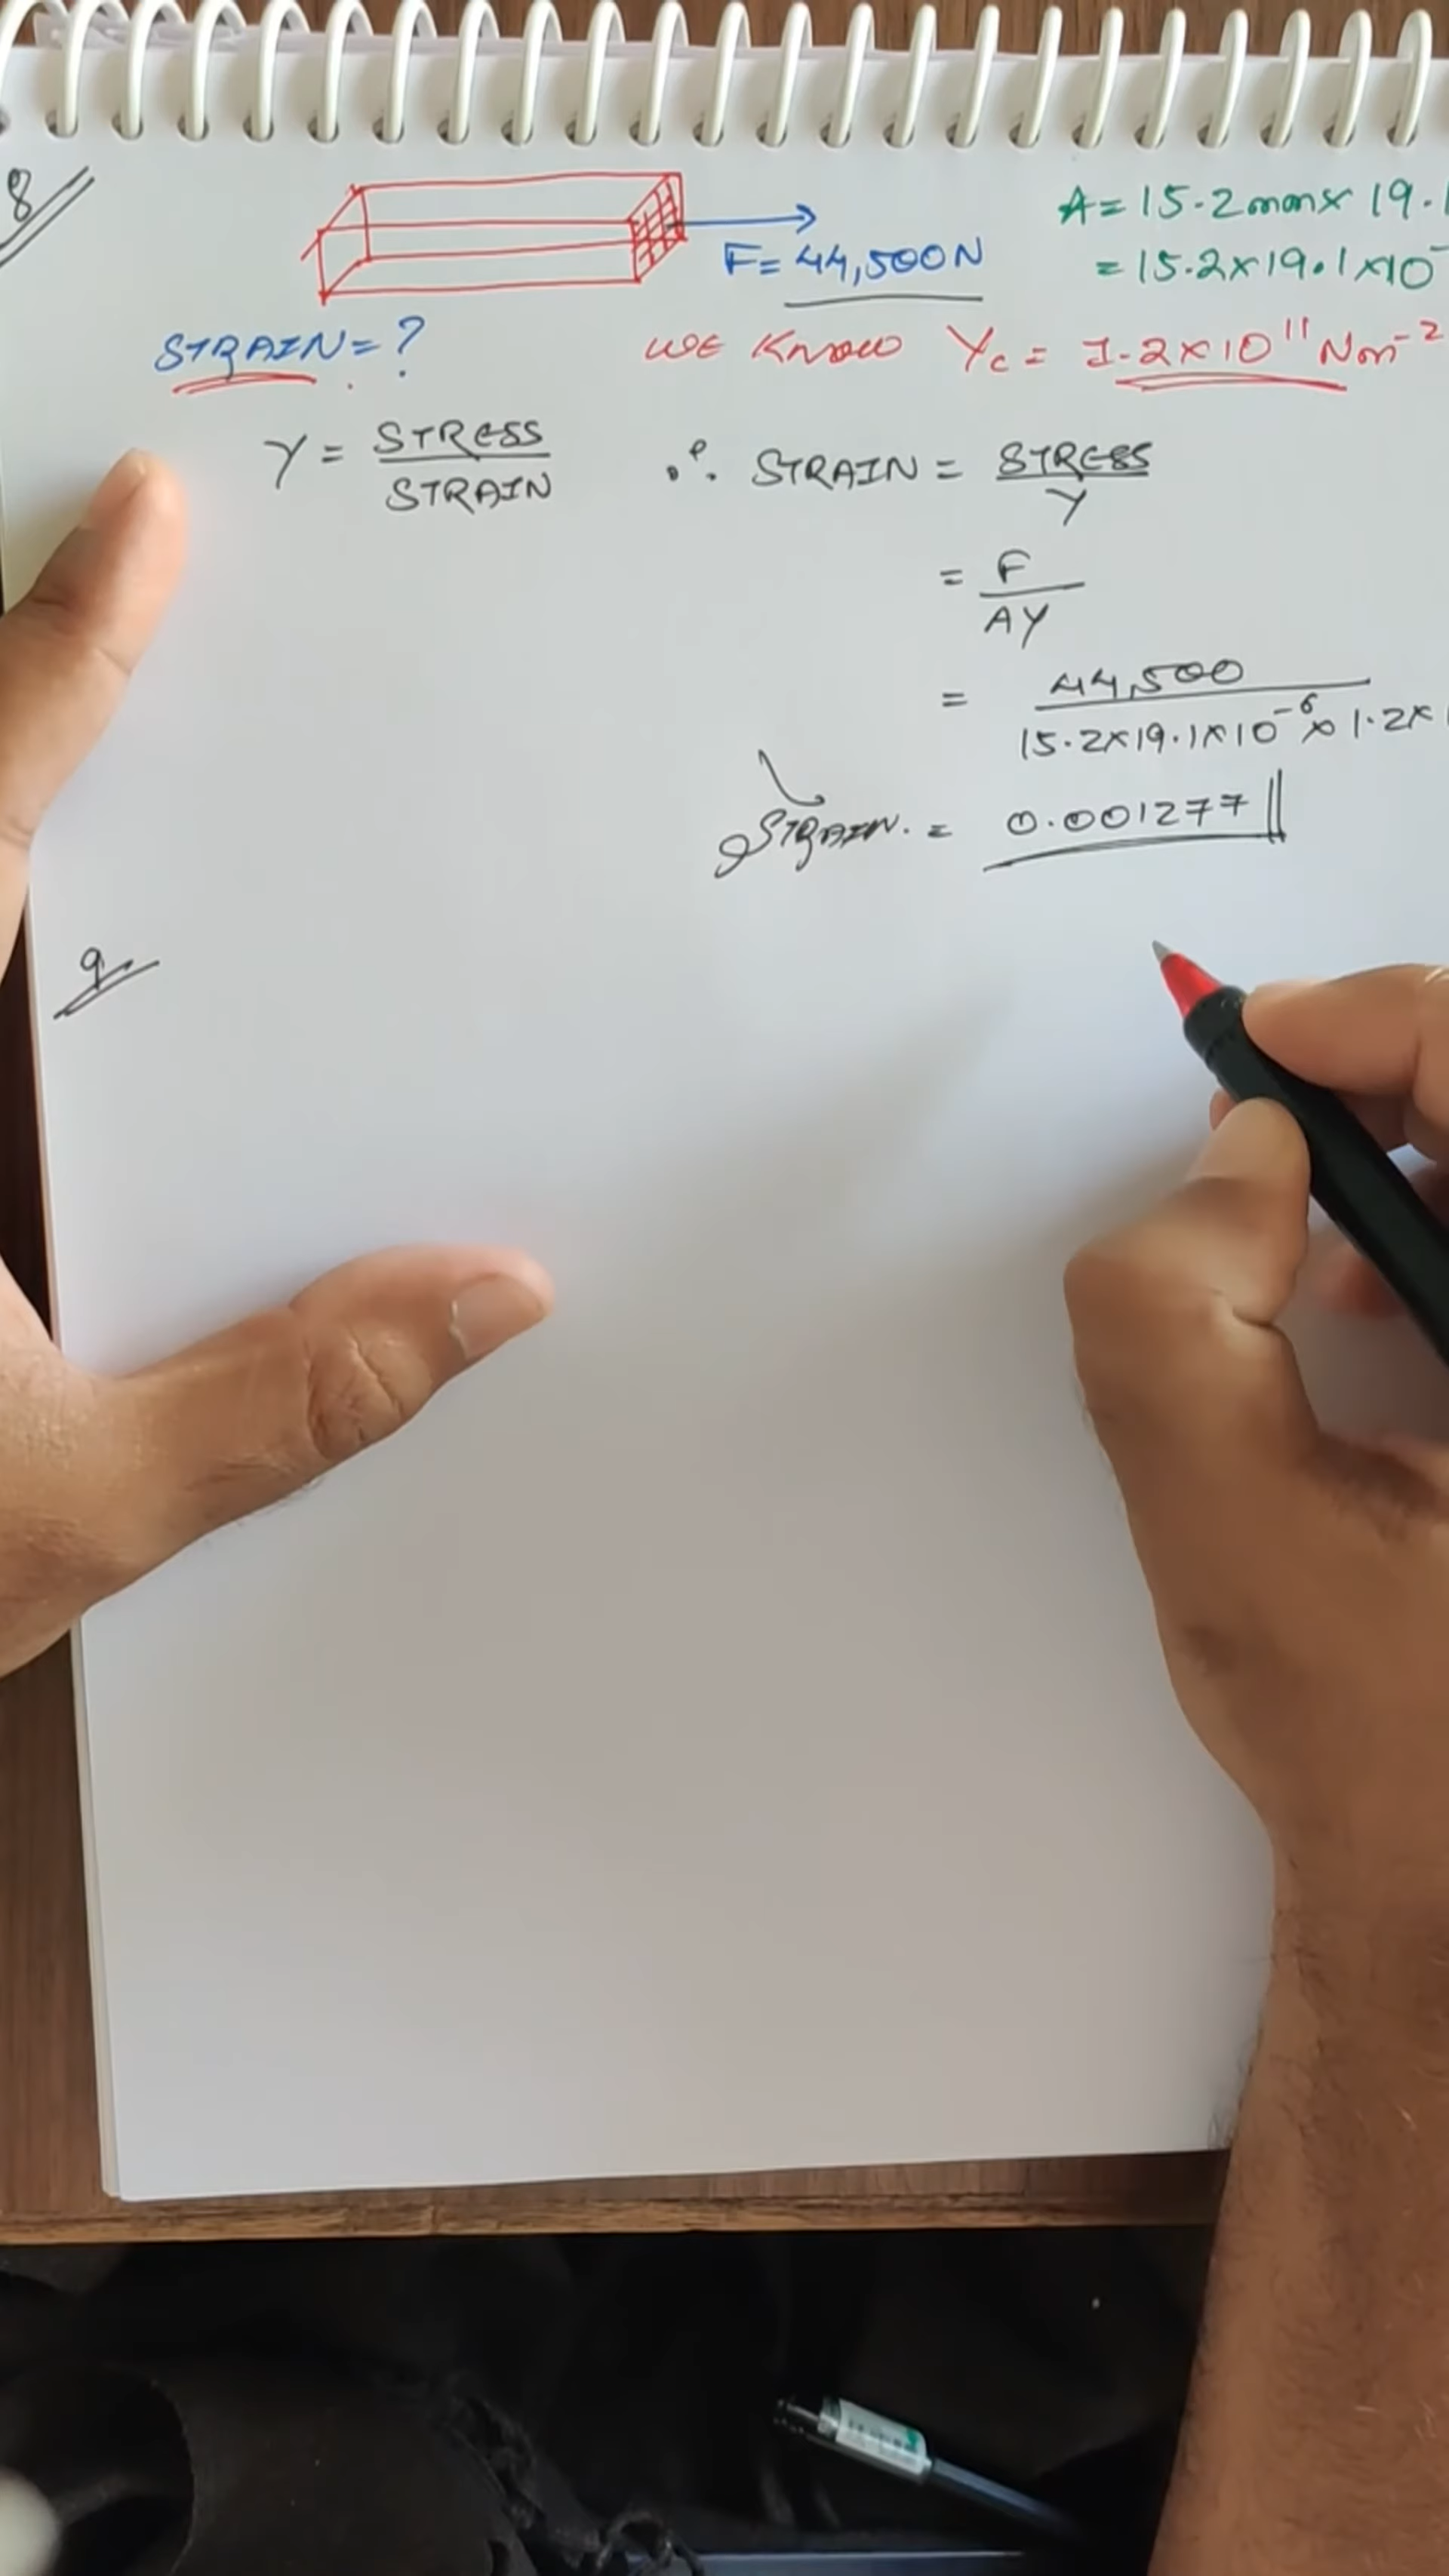 8
F= 44,500N
A= 15.2mm× 19.1
= 15.2×19.1×10⁻
STRAIN=?
WE KNOW Yc = 1.2×10¹¹ Nm⁻²
Y = STRESS / STRAIN
∴ STRAIN = STRESS / Y
= F / AY
= 44,500 / 15.2×19.1×10⁻⁶ × 1.2×1
STRAIN. = 0.001277
9.